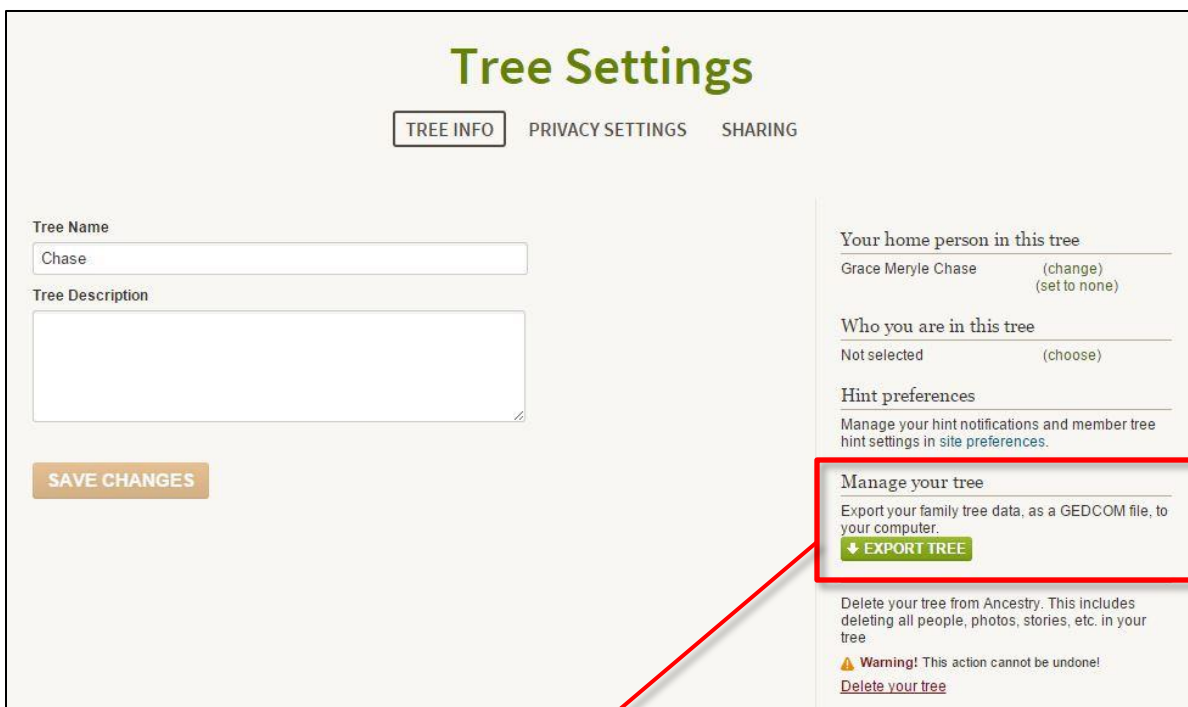 Tree Settings
TREE INFO PRIVACY SETTINGS SHARING
Tree Name
Chase
Tree Description
SAVE CHANGES
Your home person in this tree
Grace Meryle Chase (change)
(set to none)
Who you are in this tree
Not selected (choose)
Hint preferences
Manage your hint notifications and member tree
hint settings in site preferences.
Manage your tree
Export your family tree data, as a GEDCOM file, to
your computer.
EXPORT TREE
Delete your tree from Ancestry. This includes
deleting all people, photos, stories, etc. in your
tree
Warning! This action cannot be undone!
Delete your tree